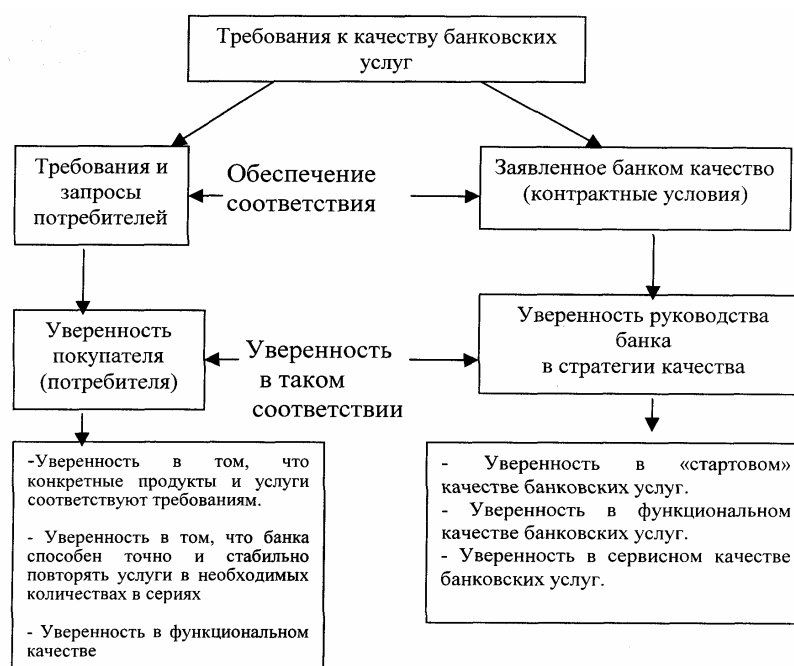 Требования к качеству банковских
услуг
Требования и
запросы
потребителей
Обеспечение
соответствия
Заявленное банком качество
(контрактные условия)
Уверенность
покупателя
(потребителя)
Уверенность
в таком
соответствии
Уверенность руководства
банка
в стратегии качества
-Уверенность в том, что
конкретные продукты и услуги
соответствуют требованиям.
- Уверенность в том, что банка
способен точно и стабильно
повторять услуги в необходимых
количествах в сериях
- Уверенность в функциональном
качестве
- Уверенность в «стартовом»
качестве банковских услуг.
- Уверенность в функциональном
качестве банковских услуг.
- Уверенность в сервисном качестве
банковских услуг.